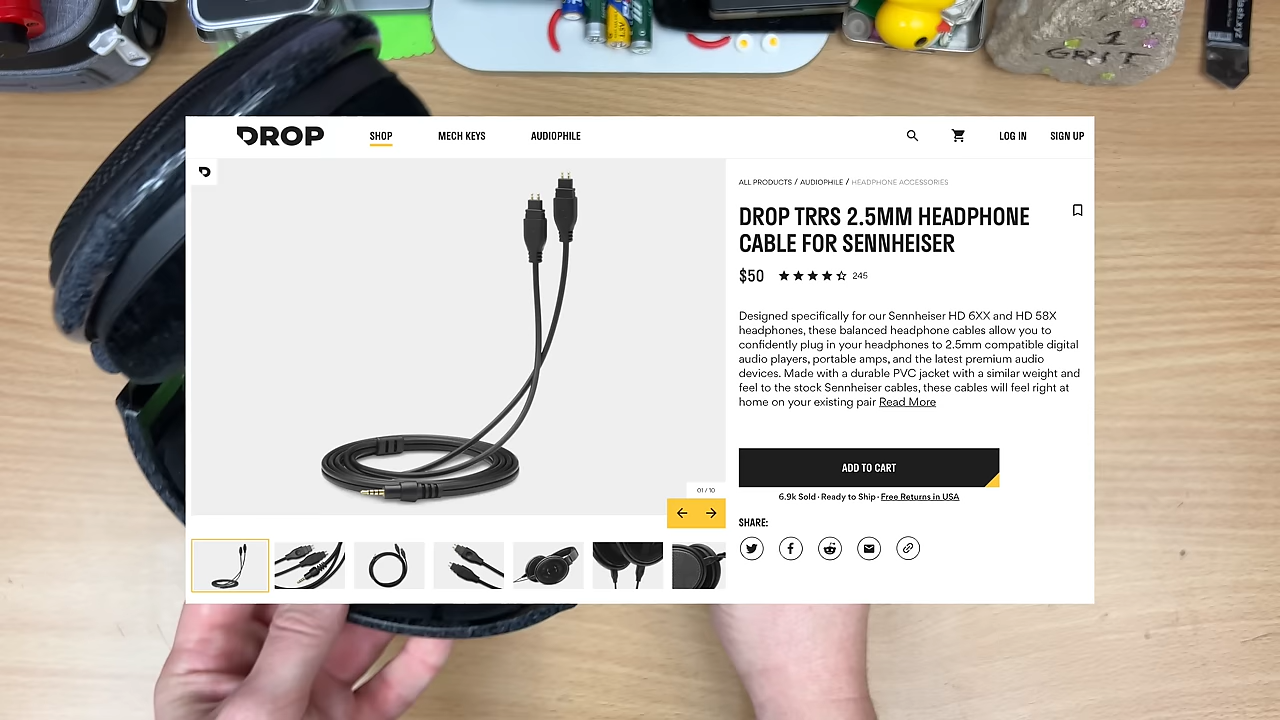 1
GRIT
DROP
SHOP
MECH KEYS
AUDIOPHILE
LOG IN
SIGN UP
ALL PRODUCTS / AUDIOPHILE / HEADPHONE ACCESSORIES
DROP TRRS 2.5MM HEADPHONE
CABLE FOR SENNHEISER
$50
245
Designed specifically for our Sennheiser HD 6XX and HD 58X
headphones, these balanced headphone cables allow you to
confidently plug in your headphones to 2.5mm compatible digital
audio players, portable amps, and the latest premium audio
devices. Made with a durable PVC jacket with a similar weight and
feel to the stock Sennheiser cables, these cables will feel right at
home on your existing pair Read More
ADD TO CART
6.9k Sold · Ready to Ship · Free Returns in USA
01 / 10
SHARE: